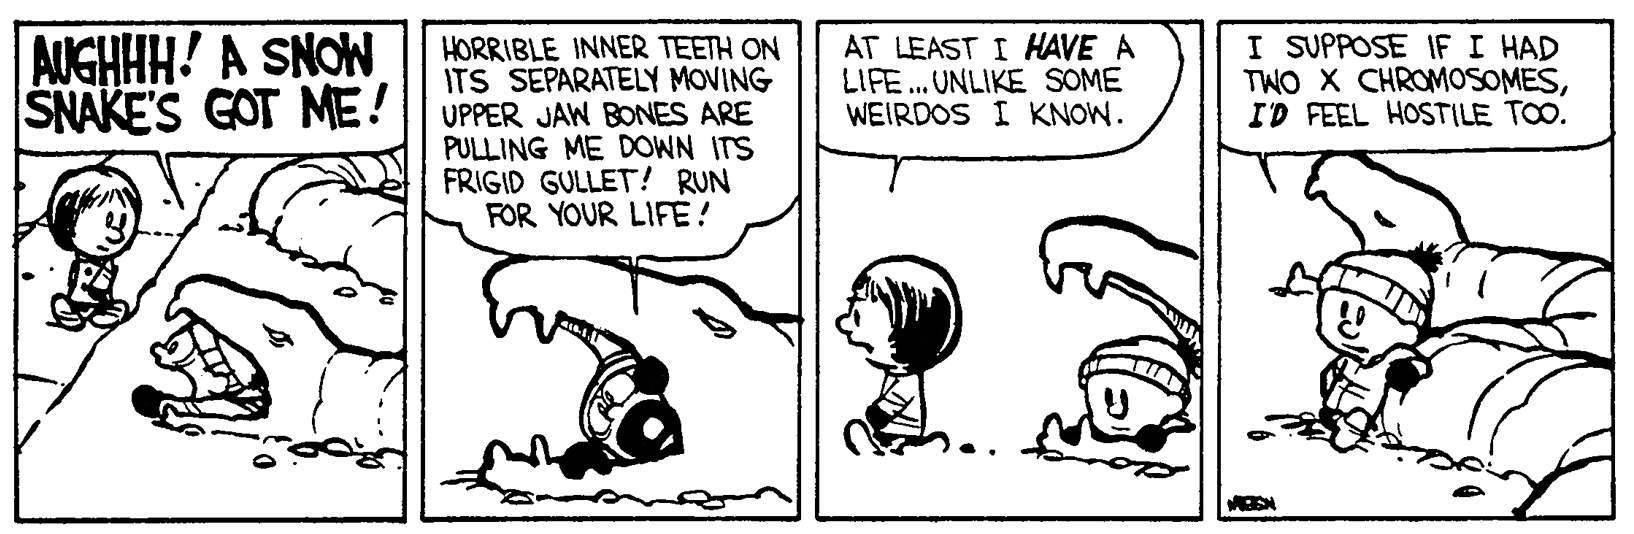 AUGHHH! A SNOW
SNAKE'S GOT ME!
HORRIBLE INNER TEETH ON
ITS SEPARATELY MOVING
UPPER JAW BONES ARE
PULLING ME DOWN ITS
FRIGID GULLET! RUN
FOR YOUR LIFE!
AT LEAST I HAVE A
LIFE...UNLIKE SOME
WEIRDOS I KNOW.
I SUPPOSE IF I HAD
TWO X CHROMOSOMES,
I'D FEEL HOSTILE TOO.